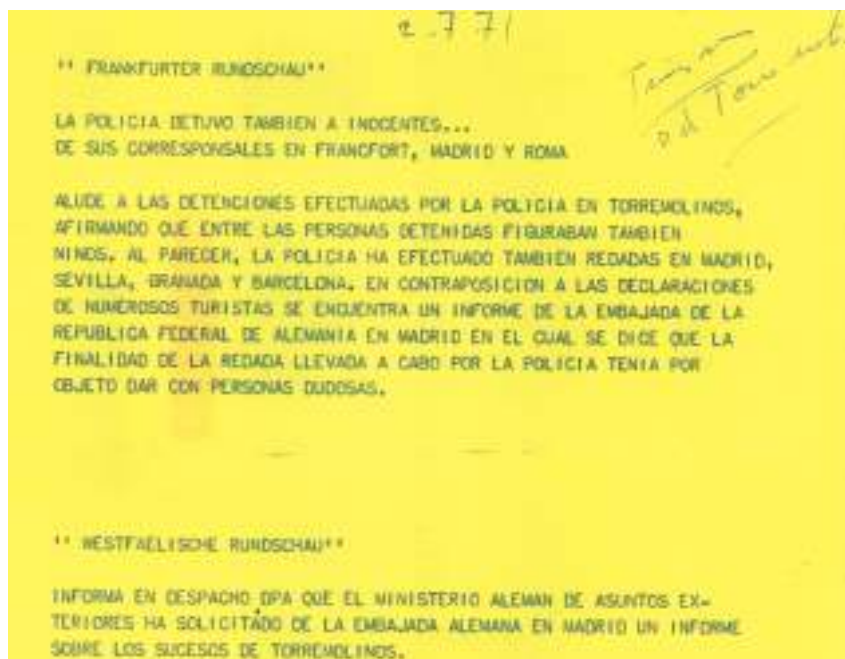 2.7 71
'' FRANKFURTER RUNDSCHAU''
LA POLICIA DETUVO TAMBIEN A INOCENTES...
DE SUS CORRESPONSALES EN FRANCFORT, MADRID Y ROMA
ALUDE A LAS DETENCIONES EFECTUADAS POR LA POLICIA EN TORREMOLINOS,
AFIRMANDO QUE ENTRE LAS PERSONAS DETENIDAS FIGURABAN TAMBIEN
NINOS. AL PARECER, LA POLICIA HA EFECTUADO TAMBIEN REDADAS EN MADRID,
SEVILLA, GRANADA Y BARCELONA. EN CONTRAPOSICION A LAS DECLARACIONES
DE NUMEROSOS TURISTAS SE ENCUENTRA UN INFORME DE LA EMBAJADA DE LA
REPUBLICA FEDERAL DE ALEMANIA EN MADRID EN EL CUAL SE DICE QUE LA
FINALIDAD DE LA REDADA LLEVADA A CABO POR LA POLICIA TENIA POR
OBJETO DAR CON PERSONAS DUDOSAS.
'' WESTFAELISCHE RUNDSCHAU''
INFORMA EN DESPACHO DPA QUE EL MINISTERIO ALEMAN DE ASUNTOS EX-
TERIORES HA SOLICITADO DE LA EMBAJADA ALEMANA EN MADRID UN INFORME
SOBRE LOS SUCESOS DE TORREMOLINOS.